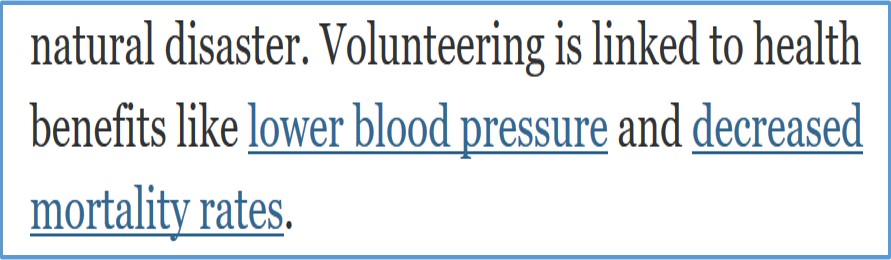 natural disaster. Volunteering is linked to health
benefits like lower blood pressure and decreased
mortality rates.